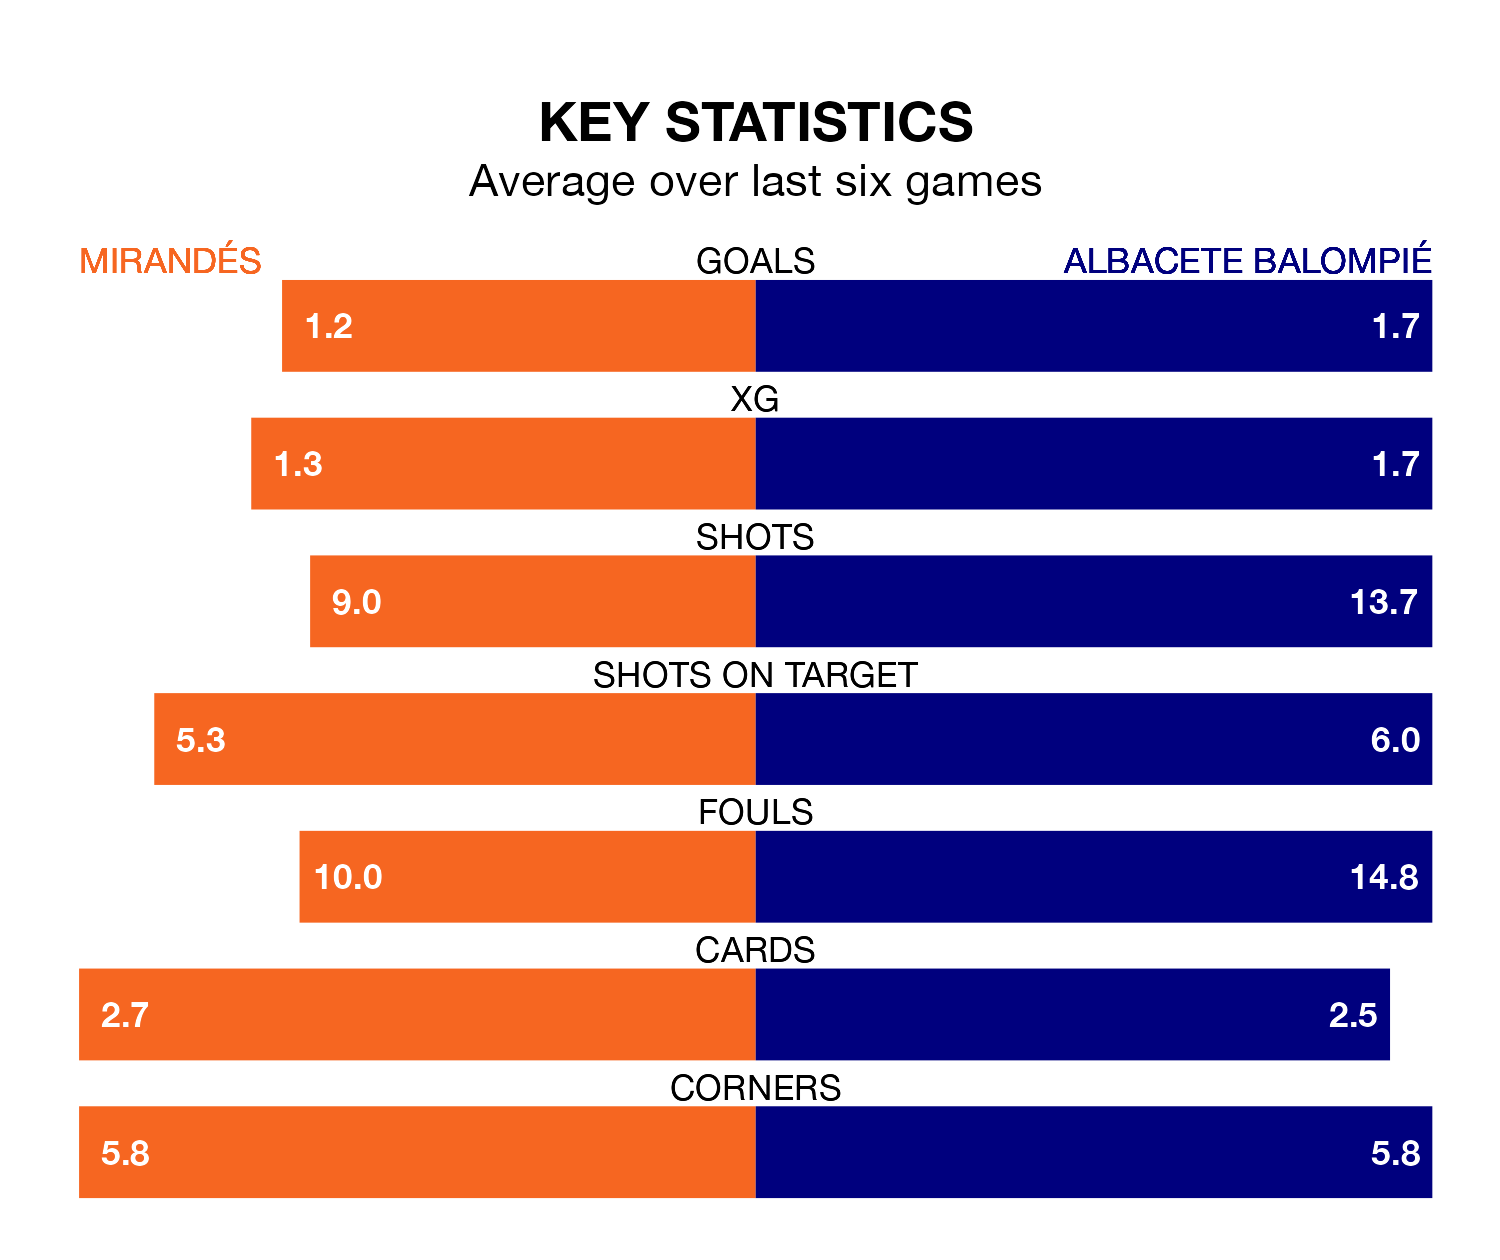 KEY STATISTICS
Average over last six games
MIRANDÉS GOALS ALBACETE BALOMPIÉ
1.2 1.7
XG
1.3 1.7
SHOTS
9.0 13.7
SHOTS ON TARGET
5.3 6.0
FOULS
10.0 14.8
CARDS
2.7 2.5
CORNERS
5.8 5.8